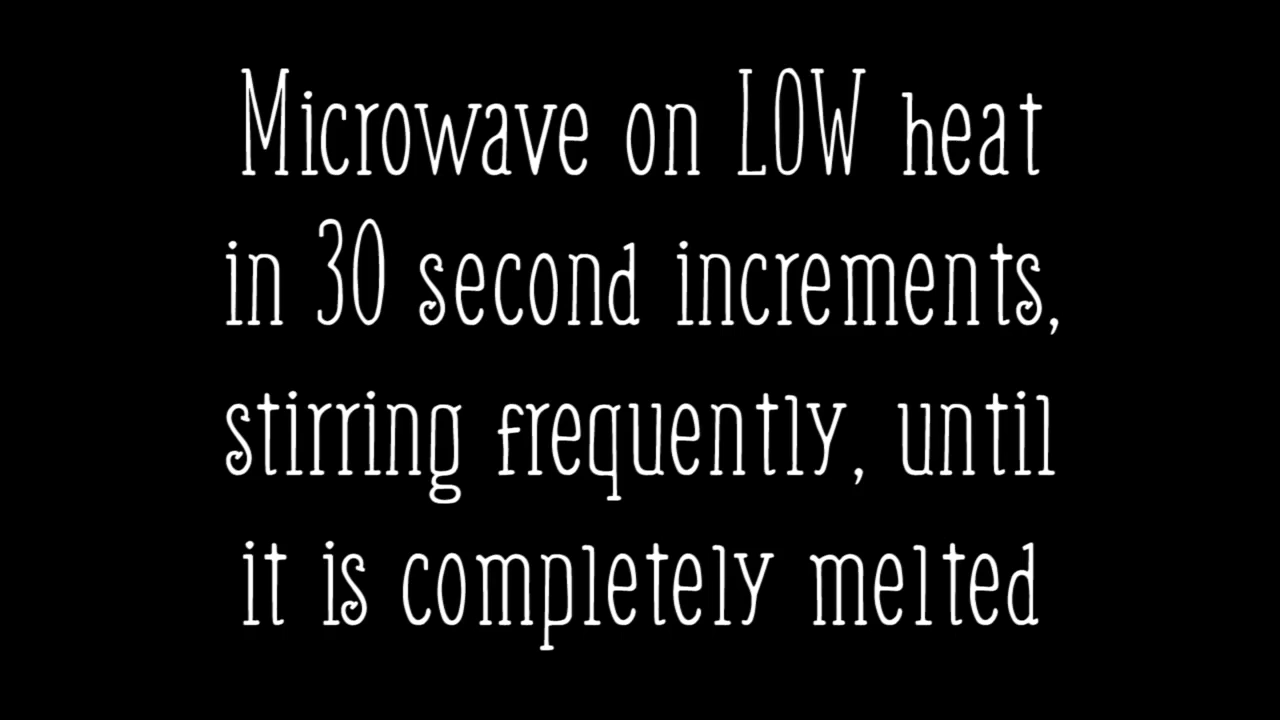 Microwave on LOW heat
in 30 second increments,
stirring frequently, until
it is completely melted